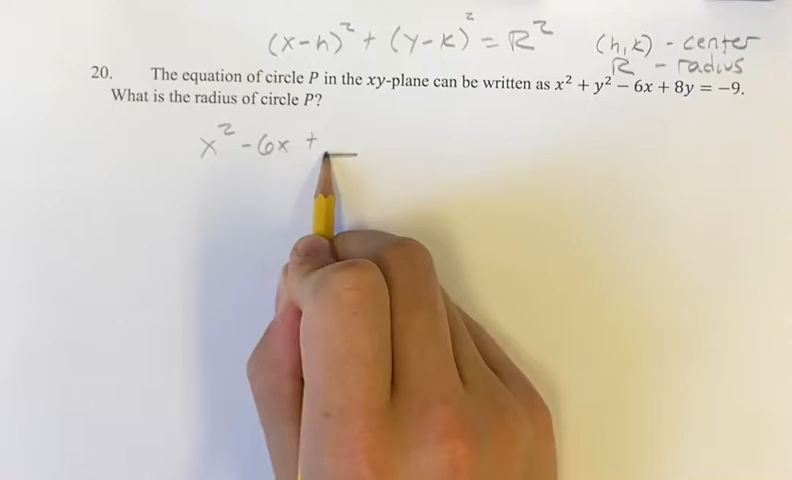 (x-h)² + (y-k)² = R² (h,k) - center
R - radius
20. The equation of circle P in the xy-plane can be written as x² + y² − 6x + 8y = −9.
What is the radius of circle P?
x² - 6x + _